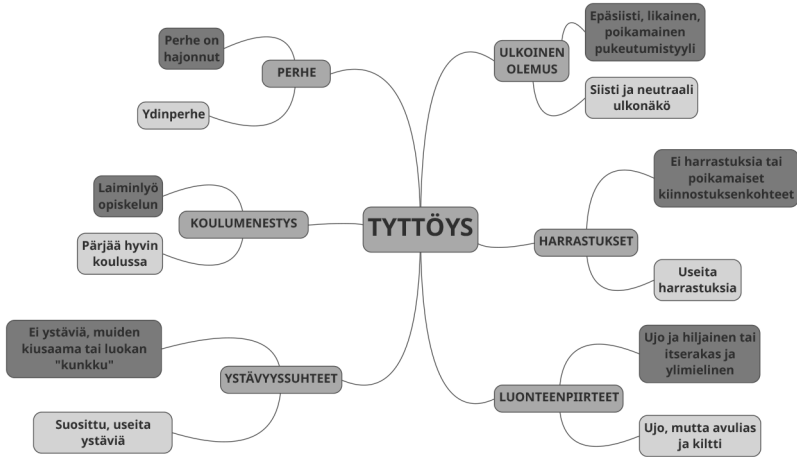 TYTTÖYS
PERHE
Perhe on
hajonnut
Ydinperhe
KOULUMENESTYS
Laiminlyö
opiskelun
Pärjää hyvin
koulussa
YSTÄVYYSSUHTEET
Ei ystäviä, muiden
kiusaama tai luokan
"kunkku"
Suosittu, useita
ystäviä
ULKOINEN
OLEMUS
Epäsiisti, likainen,
poikamainen
pukeutumistyyli
Siisti ja neutraali
ulkonäkö
HARRASTUKSET
Ei harrastuksia tai
poikamaiset
kiinnostuksenkohteet
Useita
harrastuksia
LUONTEENPIIRTEET
Ujo ja hiljainen tai
itserakas ja
ylimielinen
Ujo, mutta avulias
ja kiltti